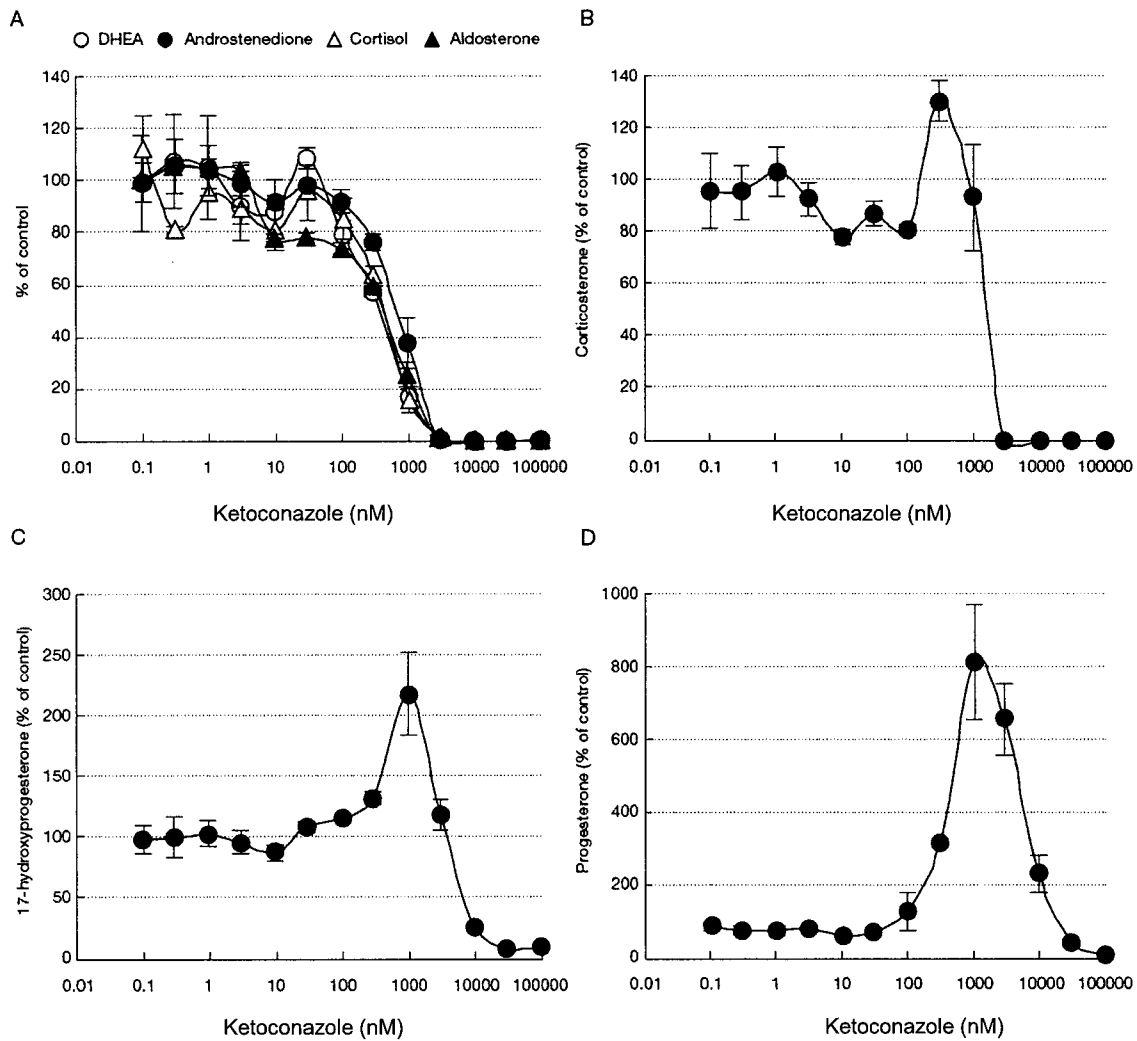 A
○ DHEA ● Androstenedione △ Cortisol ▲ Aldosterone
% of control
140
120
100
80
60
40
20
0
0.01 0.1 1 10 100 1000 10000 100000
Ketoconazole (nM)
B
Corticosterone (% of control)
140
120
100
80
60
40
20
0
0.01 0.1 1 10 100 1000 10000 100000
Ketoconazole (nM)
C
17-hydroxyprogesterone (% of control)
300
250
200
150
100
50
0
0.01 0.1 1 10 100 1000 10000 100000
Ketoconazole (nM)
D
Progesterone (% of control)
1000
800
600
400
200
0
0.01 0.1 1 10 100 1000 10000 100000
Ketoconazole (nM)